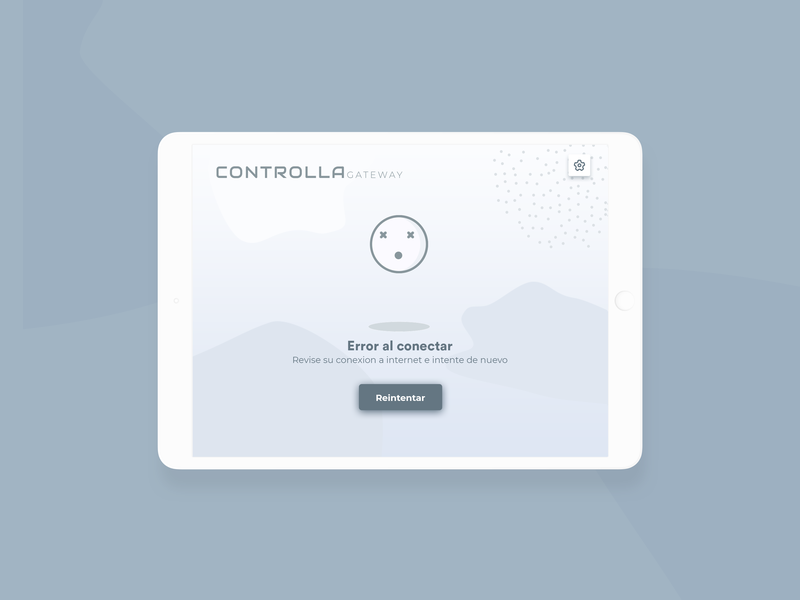 CONTROLLA GATEWAY
Error al conectar
Revise su conexion a internet e intente de nuevo
Reintentar